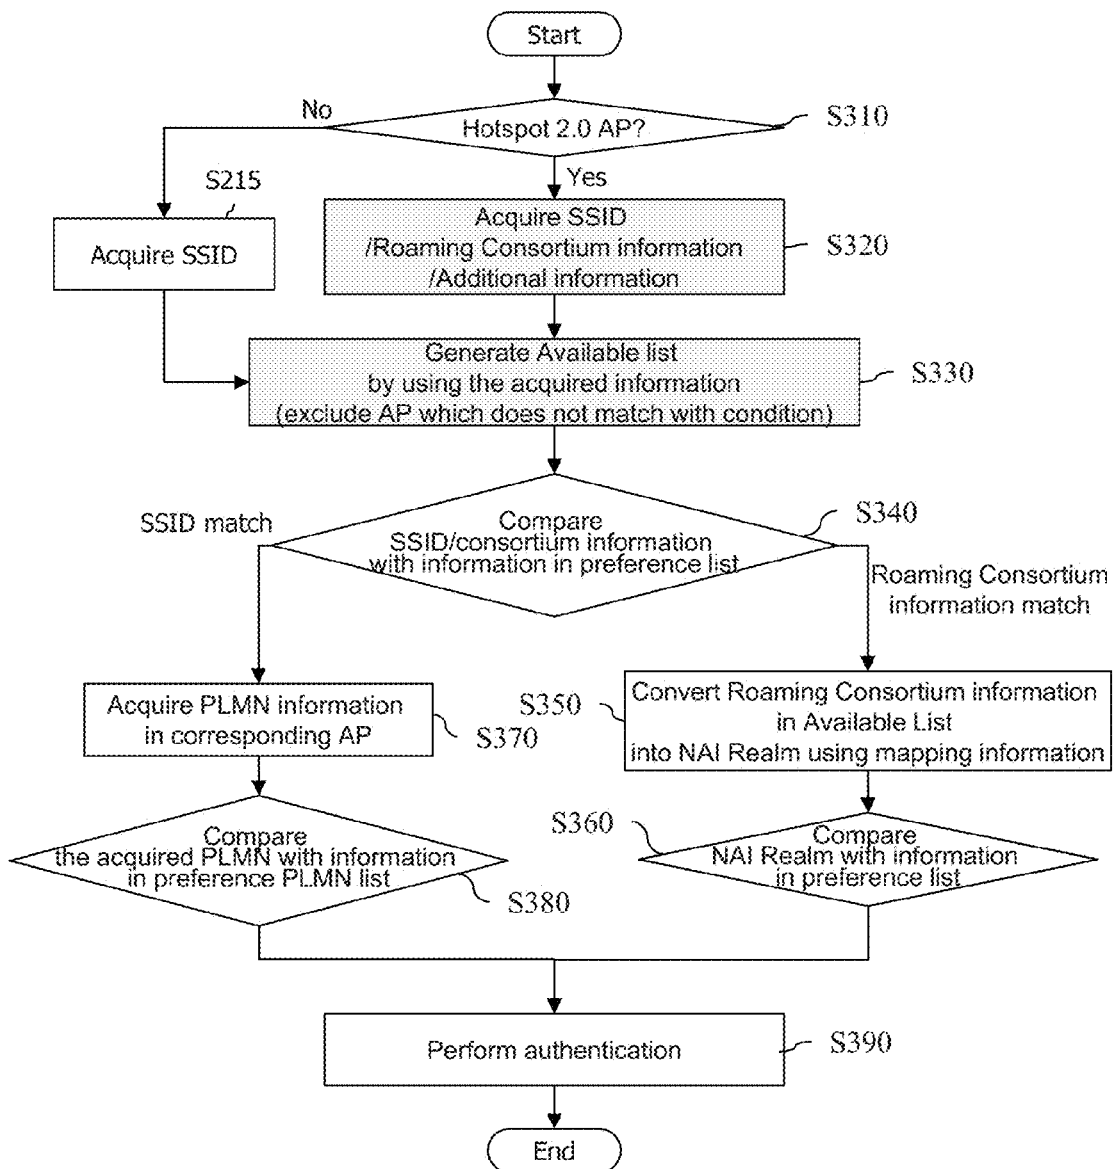 Start
No
Hotspot 2.0 AP?
S310
Yes
S215
Acquire SSID
Acquire SSID
/Roaming Consortium information
/Additional information
S320
Generate Available list
by using the acquired information
(exclude AP which does not match with condition)
S330
SSID match
Compare
SSID/consortium information
with information in preference list
S340
Roaming Consortium
information match
Acquire PLMN information
in corresponding AP
S370
S350
Convert Roaming Consortium information
in Available List
into NAI Realm using mapping information
Compare
the acquired PLMN with information
in preference PLMN list
S380
S360
Compare
NAI Realm with information
in preference list
Perform authentication
S390
End